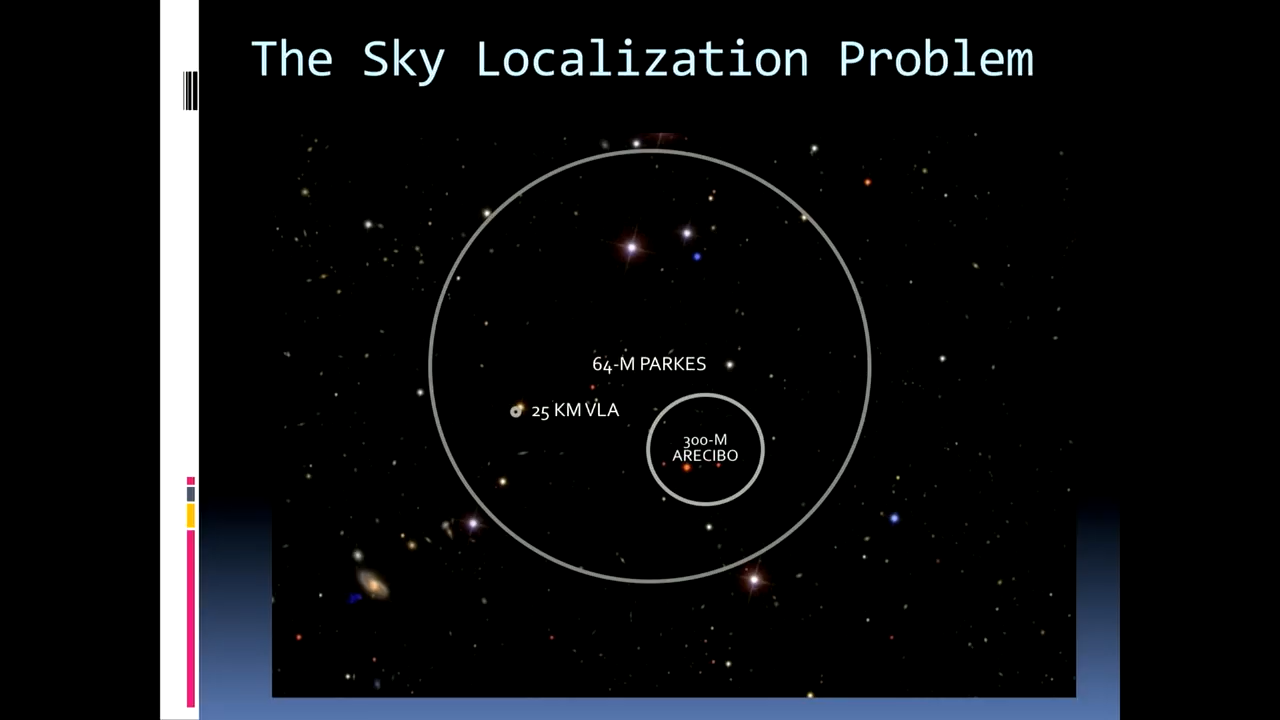 The Sky Localization Problem
64-M PARKES
25 KM VLA
300-M
ARECIBO